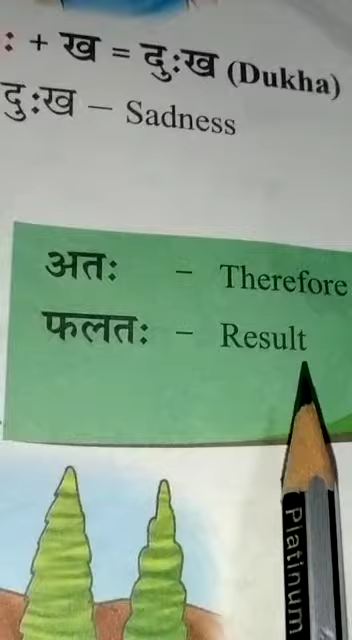 : + ख = दुःख (Dukha)
दुःख – Sadness
अतः – Therefore
फलतः – Result
Platinum